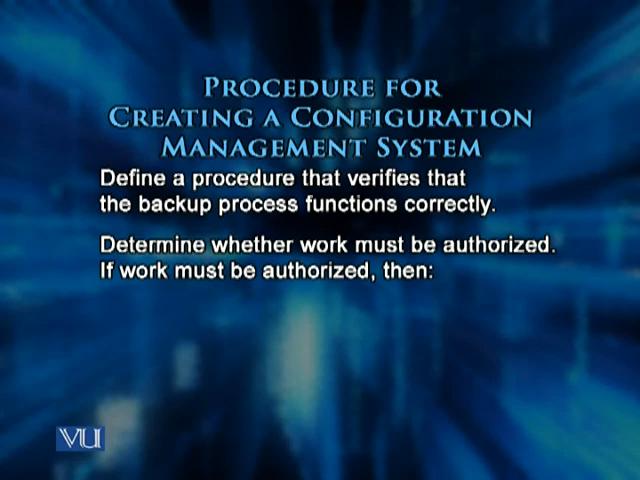 PROCEDURE FOR
CREATING A CONFIGURATION
MANAGEMENT SYSTEM
Define a procedure that verifies that
the backup process functions correctly.
Determine whether work must be authorized.
If work must be authorized, then:
VU